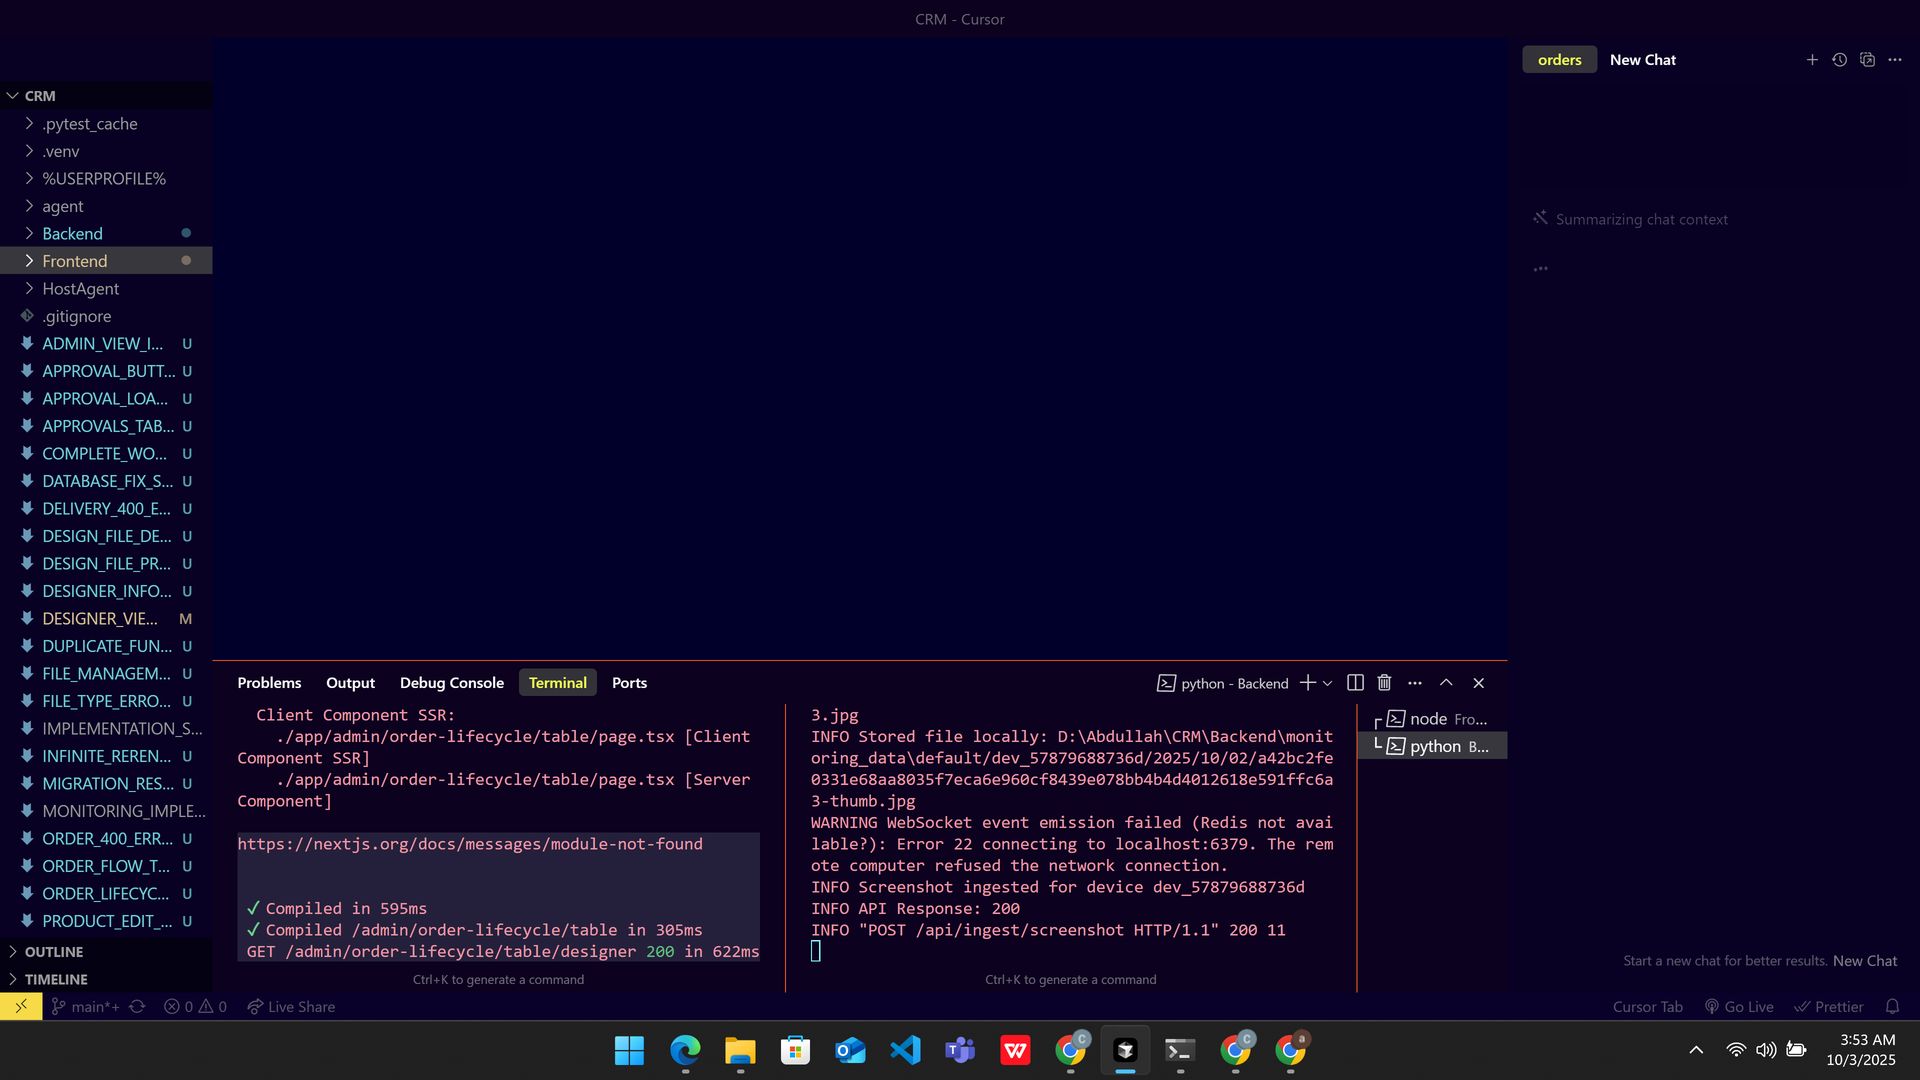 CRM - Cursor
CRM
.pytest_cache
.venv
%USERPROFILE%
agent
Backend
Frontend
HostAgent
.gitignore
ADMIN_VIEW_I... U
APPROVAL_BUTT... U
APPROVAL_LOA... U
APPROVALS_TAB... U
COMPLETE_WO... U
DATABASE_FIX_S... U
DELIVERY_400_E... U
DESIGN_FILE_DE... U
DESIGN_FILE_PR... U
DESIGNER_INFO... U
DESIGNER_VIE... M
DUPLICATE_FUN... U
FILE_MANAGEM... U
FILE_TYPE_ERRO... U
IMPLEMENTATION_S...
INFINITE_REREN... U
MIGRATION_RES... U
MONITORING_IMPLE...
ORDER_400_ERR... U
ORDER_FLOW_T... U
ORDER_LIFECYC... U
PRODUCT_EDIT_... U
OUTLINE
TIMELINE
Problems Output Debug Console Terminal Ports
python - Backend
Client Component SSR:
./app/admin/order-lifecycle/table/page.tsx [Client
Component SSR]
./app/admin/order-lifecycle/table/page.tsx [Server
Component]
https://nextjs.org/docs/messages/module-not-found
✓ Compiled in 595ms
✓ Compiled /admin/order-lifecycle/table in 305ms
GET /admin/order-lifecycle/table/designer 200 in 622ms
Ctrl+K to generate a command
3.jpg
INFO Stored file locally: D:\Abdullah\CRM\Backend\monit
oring_data\default/dev_57879688736d/2025/10/02/a42bc2fe
0331e68aa8035f7eca6e960cf8439e078bb4b4d4012618e591ffc6a
3-thumb.jpg
WARNING WebSocket event emission failed (Redis not avai
lable?): Error 22 connecting to localhost:6379. The rem
ote computer refused the network connection.
INFO Screenshot ingested for device dev_57879688736d
INFO API Response: 200
INFO "POST /api/ingest/screenshot HTTP/1.1" 200 11
Ctrl+K to generate a command
node Fro...
python B...
orders New Chat
Summarizing chat context
...
Start a new chat for better results. New Chat
main*+ 0 0 Live Share
Cursor Tab Go Live Prettier
3:53 AM
10/3/2025